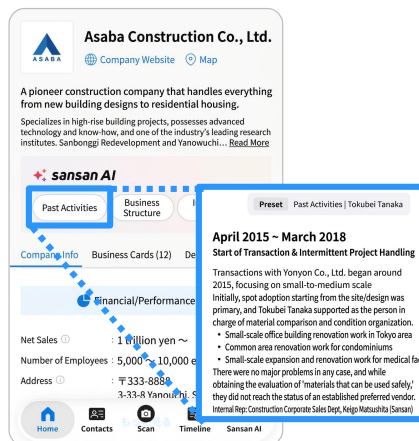 ASABA
Asaba Construction Co., Ltd.
Company Website Map
A pioneer construction company that handles everything
from new building designs to residential housing.
Specializes in high-rise building projects, possesses advanced
technology and know-how, and one of the industry's leading research
institutes. Sanbonggi Redevelopment and Yanowuchi... Read More
sansan AI
Past Activities
Business
Structure
Company Info Business Cards (12) De
Financial/Performance
Net Sales 1 trillion yen ~
Number of Employees : 5,000 ~ 10,000 e
Address : 〒333-8888
3-33-8 Yanouchi, S
Home Contacts Scan Timeline Sansan AI
Preset Past Activities | Tokubei Tanaka
April 2015 ~ March 2018
Start of Transaction & Intermittent Project Handling
Transactions with Yonyon Co., Ltd. began around
2015, focusing on small-to-medium scale
Initially, spot adoption starting from the site/design was
primary, and Tokubei Tanaka supported as the person in
charge of material comparison and condition organization.
• Small-scale office building renovation work in Tokyo area
• Common area renovation work for condominiums
• Small-scale expansion and renovation work for medical fac
There were no major problems in any case, and while
obtaining the evaluation of 'materials that can be used safely,'
they did not reach the status of an established preferred vendor.
Internal Rep: Construction Corporate Sales Dept, Keigo Matsushita (Sansan)